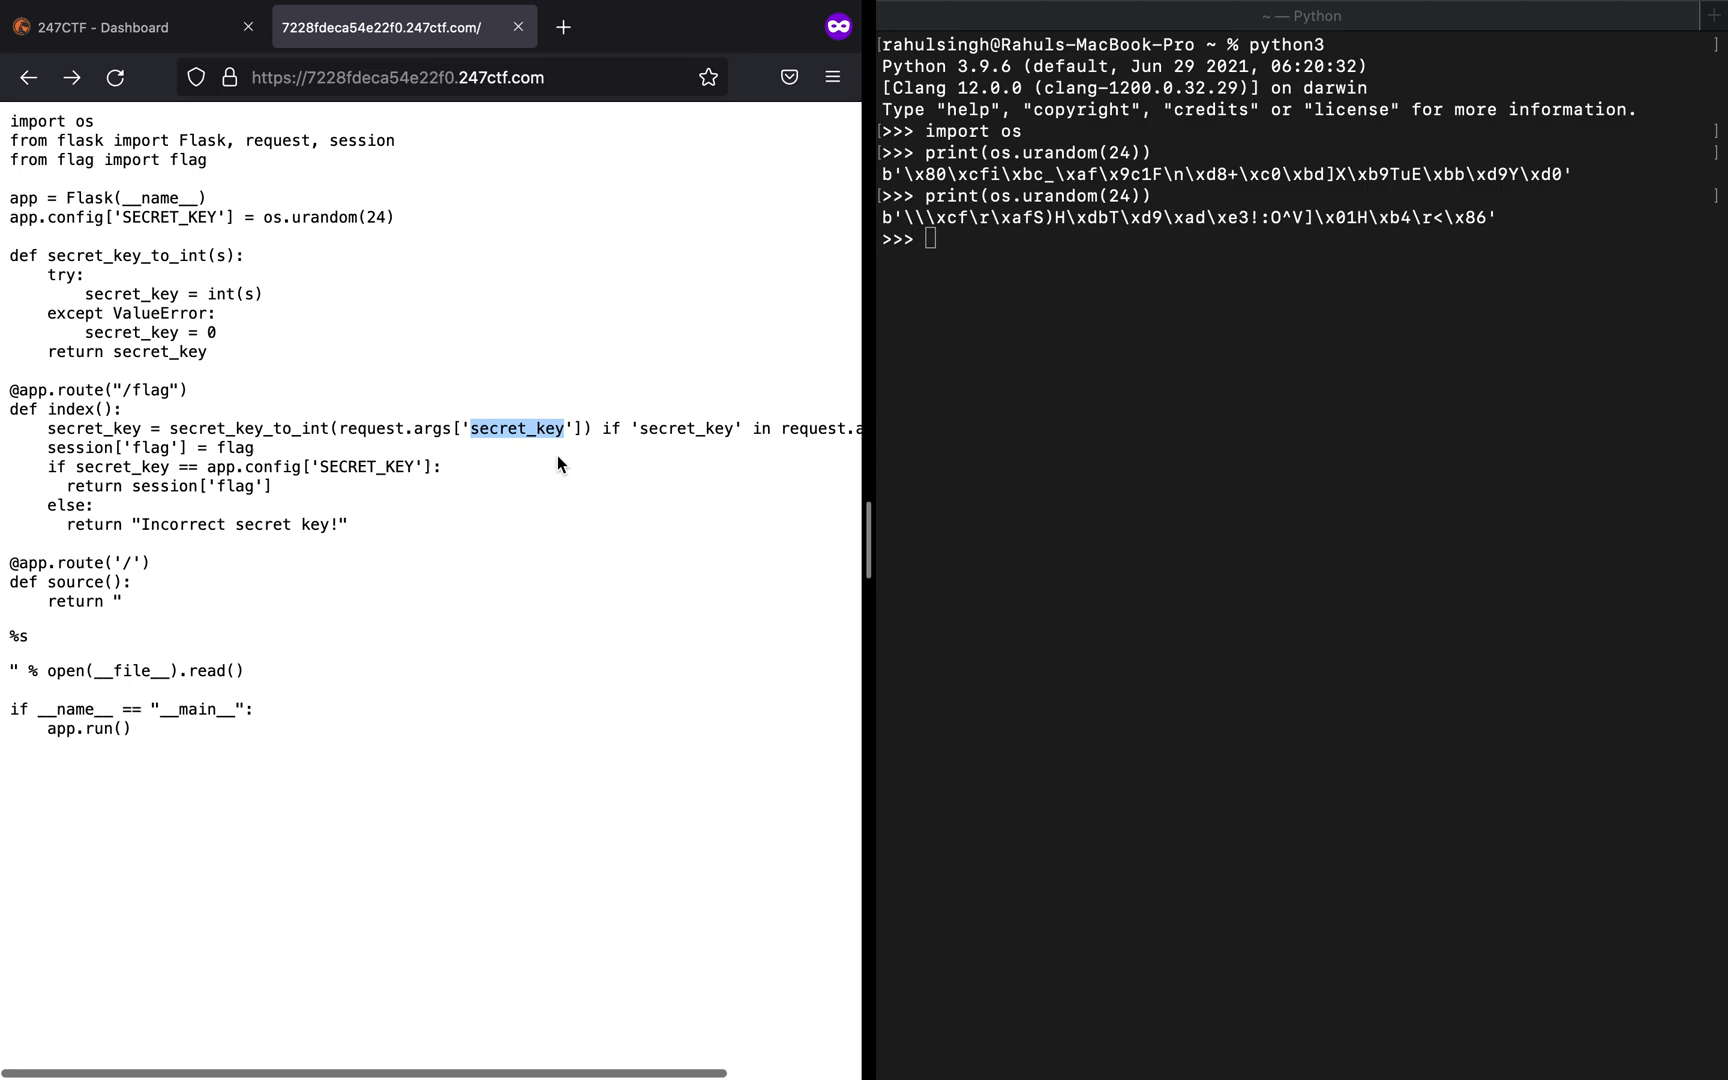 247CTF - Dashboard
7228fdeca54e22f0.247ctf.com/
https://7228fdeca54e22f0.247ctf.com
import os
from flask import Flask, request, session
from flag import flag
app = Flask(__name__)
app.config['SECRET_KEY'] = os.urandom(24)
def secret_key_to_int(s):
try:
secret_key = int(s)
except ValueError:
secret_key = 0
return secret_key
@app.route("/flag")
def index():
secret_key = secret_key_to_int(request.args['secret_key']) if 'secret_key' in request.a
session['flag'] = flag
if secret_key == app.config['SECRET_KEY']:
return session['flag']
else:
return "Incorrect secret key!"
@app.route('/')
def source():
return "
%s
" % open(__file__).read()
if __name__ == "__main__":
app.run()
~ — Python
[rahulsingh@Rahuls-MacBook-Pro ~ % python3 ]
Python 3.9.6 (default, Jun 29 2021, 06:20:32)
[Clang 12.0.0 (clang-1200.0.32.29)] on darwin
Type "help", "copyright", "credits" or "license" for more information.
[>>> import os ]
[>>> print(os.urandom(24)) ]
b'\x80\xcfi\xbc_\xaf\x9c1F\n\xd8+\xc0\xbd]X\xb9TuE\xbb\xd9Y\xd0'
[>>> print(os.urandom(24)) ]
b'\\\xcf\r\xafS)H\xdbT\xd9\xad\xe3!:O^V]\x01H\xb4\r<\x86'
>>>